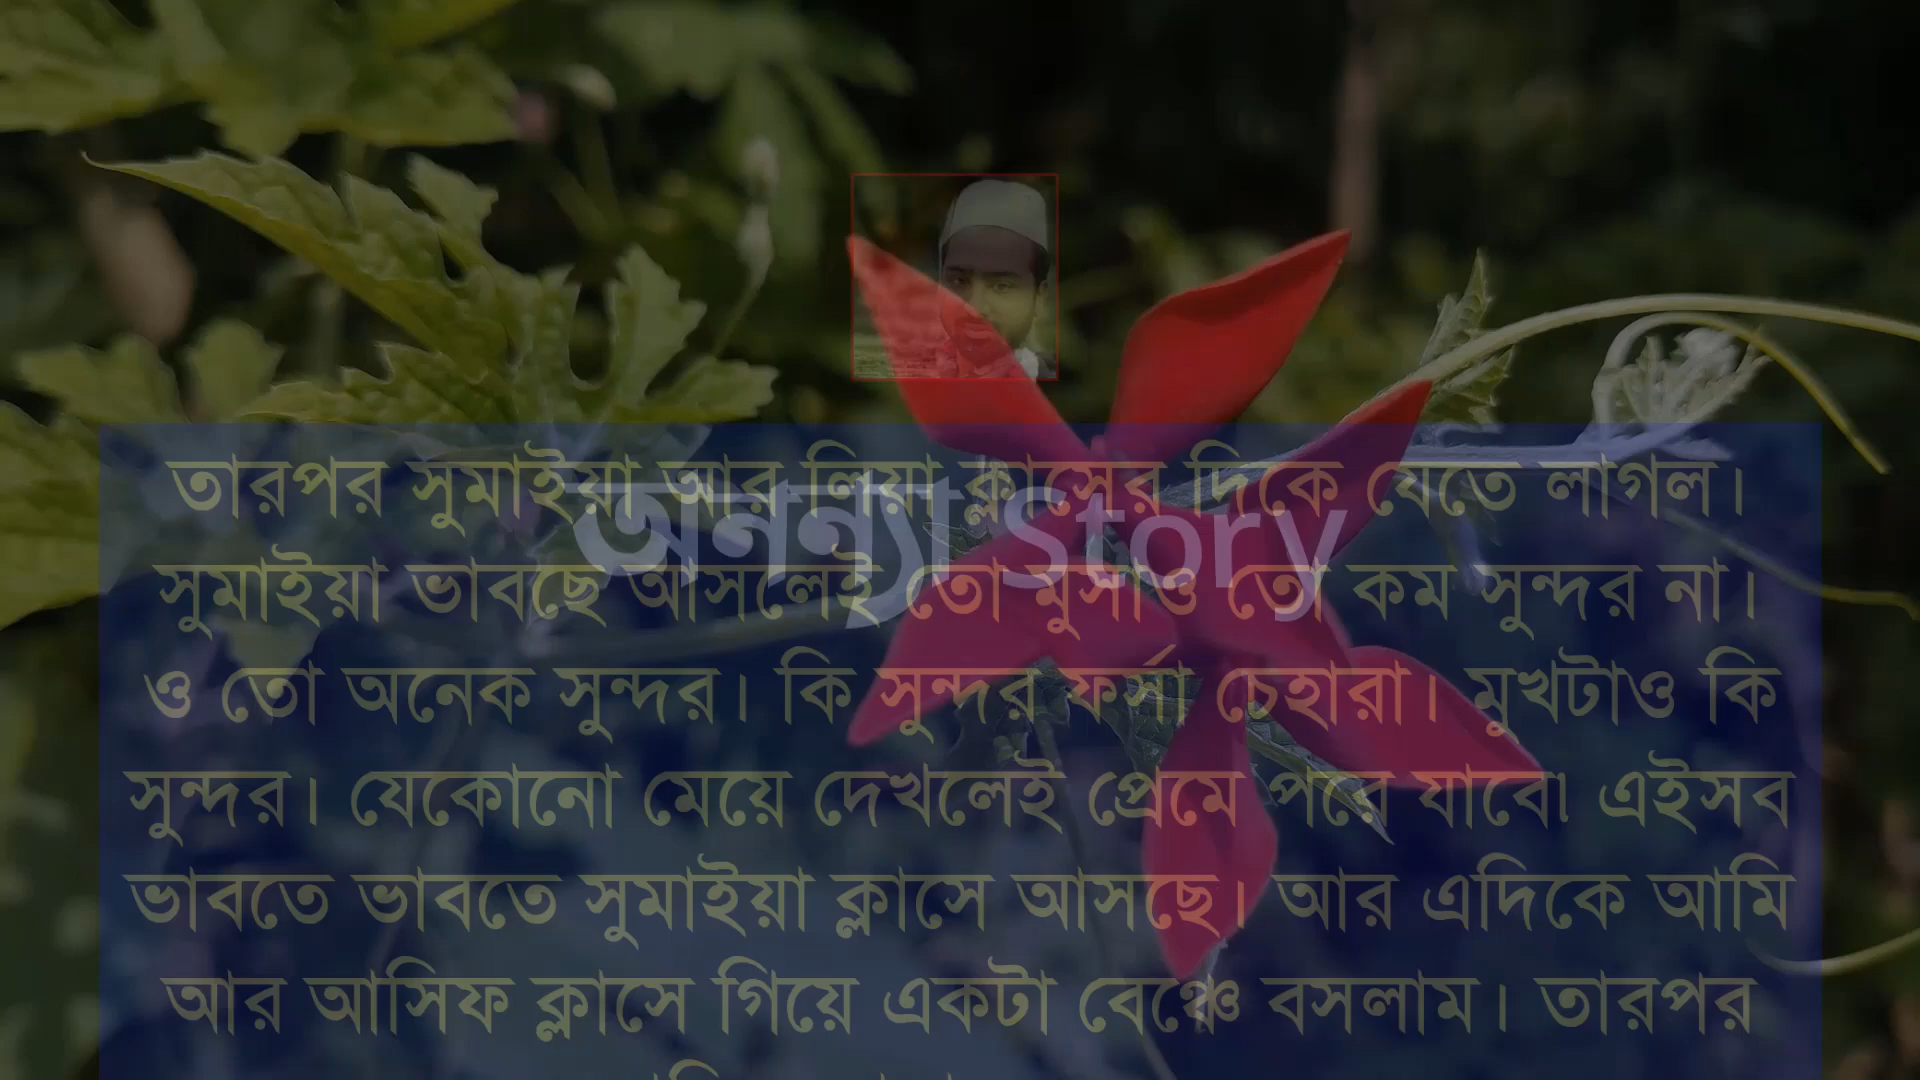 তারপর সুমাইয়া আর লিয়া ক্লাসের দিকে যেতে লাগল।
অনন্যা Story
সুমাইয়া ভাবছে আসলেই তো মুসাও তো কম সুন্দর না।
ও তো অনেক সুন্দর। কি সুন্দর ফর্সা চেহারা। মুখটাও কি
সুন্দর। যেকোনো মেয়ে দেখলেই প্রেমে পরে যাবে৷ এইসব
ভাবতে ভাবতে সুমাইয়া ক্লাসে আসছে। আর এদিকে আমি
আর আসিফ ক্লাসে গিয়ে একটা বেঞ্চে বসলাম। তারপর